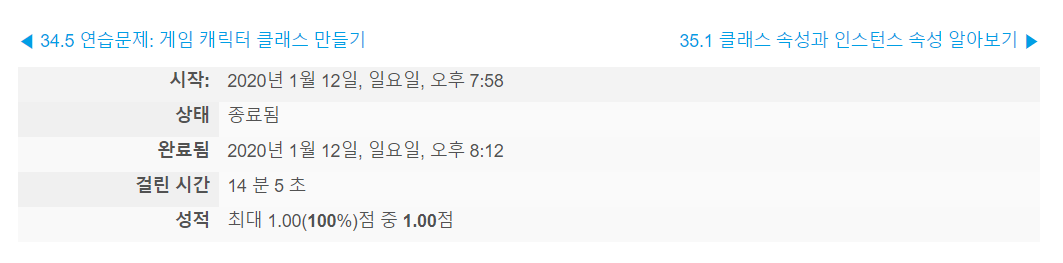 ◀ 34.5 연습문제: 게임 캐릭터 클래스 만들기
35.1 클래스 속성과 인스턴스 속성 알아보기 ▶
시작: 2020년 1월 12일, 일요일, 오후 7:58
상태 종료됨
완료됨 2020년 1월 12일, 일요일, 오후 8:12
걸린 시간 14 분 5 초
성적 최대 1.00(100%)점 중 1.00점